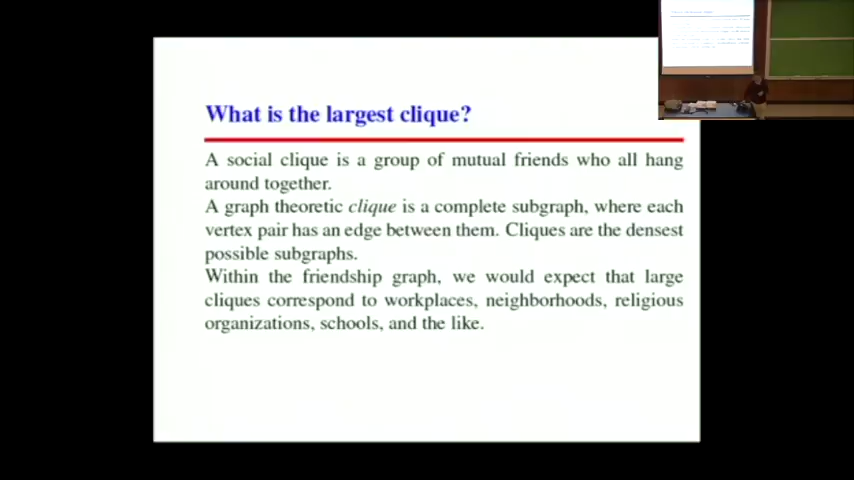 What is the largest clique?
A social clique is a group of mutual friends who all hang
around together.
A graph theoretic clique is a complete subgraph, where each
vertex pair has an edge between them. Cliques are the densest
possible subgraphs.
Within the friendship graph, we would expect that large
cliques correspond to workplaces, neighborhoods, religious
organizations, schools, and the like.